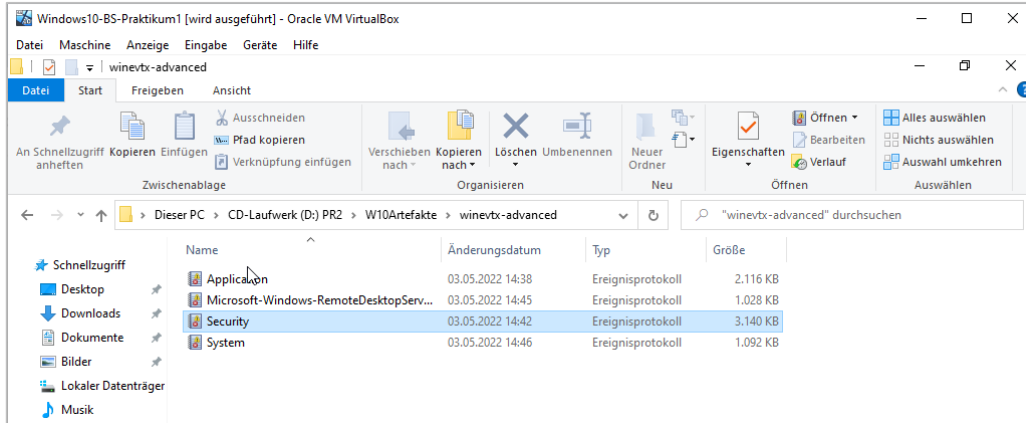 Windows10-BS-Praktikum1 [wird ausgeführt] - Oracle VM VirtualBox
Datei Maschine Anzeige Eingabe Geräte Hilfe
winevtx-advanced
Datei Start Freigeben Ansicht
An Schnellzugriff anheften
Kopieren
Einfügen
Ausschneiden
Pfad kopieren
Verknüpfung einfügen
Zwischenablage
Verschieben nach
Kopieren nach
Löschen
Umbenennen
Organisieren
Neuer Ordner
Neu
Eigenschaften
Öffnen
Bearbeiten
Verlauf
Öffnen
Alles auswählen
Nichts auswählen
Auswahl umkehren
Auswählen
Dieser PC > CD-Laufwerk (D:) PR2 > W10Artefakte > winevtx-advanced
"winevtx-advanced" durchsuchen
Schnellzugriff
Desktop
Downloads
Dokumente
Bilder
Lokaler Datenträger
Musik
Name Änderungsdatum Typ Größe
Application 03.05.2022 14:38 Ereignisprotokoll 2.116 KB
Microsoft-Windows-RemoteDesktopServ... 03.05.2022 14:45 Ereignisprotokoll 1.028 KB
Security 03.05.2022 14:42 Ereignisprotokoll 3.140 KB
System 03.05.2022 14:46 Ereignisprotokoll 1.092 KB